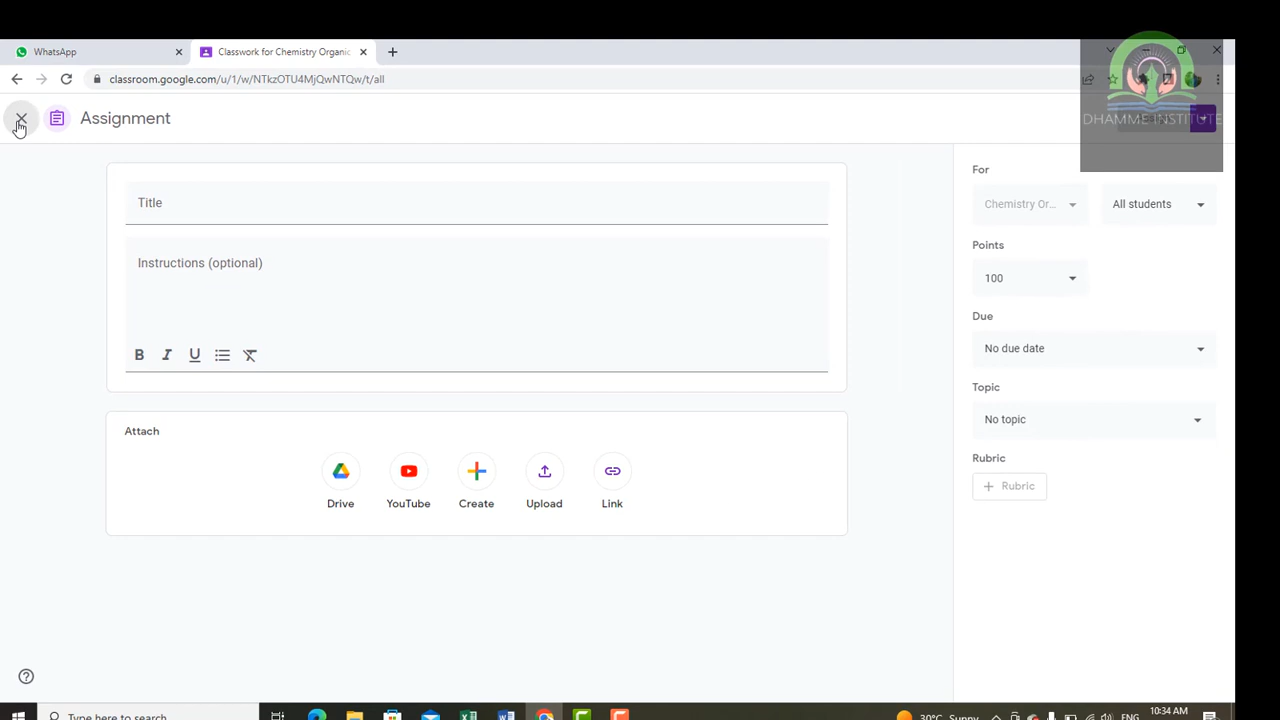 WhatsApp
Classwork for Chemistry Organic
classroom.google.com/u/1/w/NTkzOTU4MjQwNTQw/t/all
Assignment
DHAMME INSTITUTE
Title
Instructions (optional)
B I U
Attach
Drive YouTube Create Upload Link
For
Chemistry Or... All students
Points
100
Due
No due date
Topic
No topic
Rubric
+ Rubric
Type here to search
30°C Sunny
ENG
10:34 AM